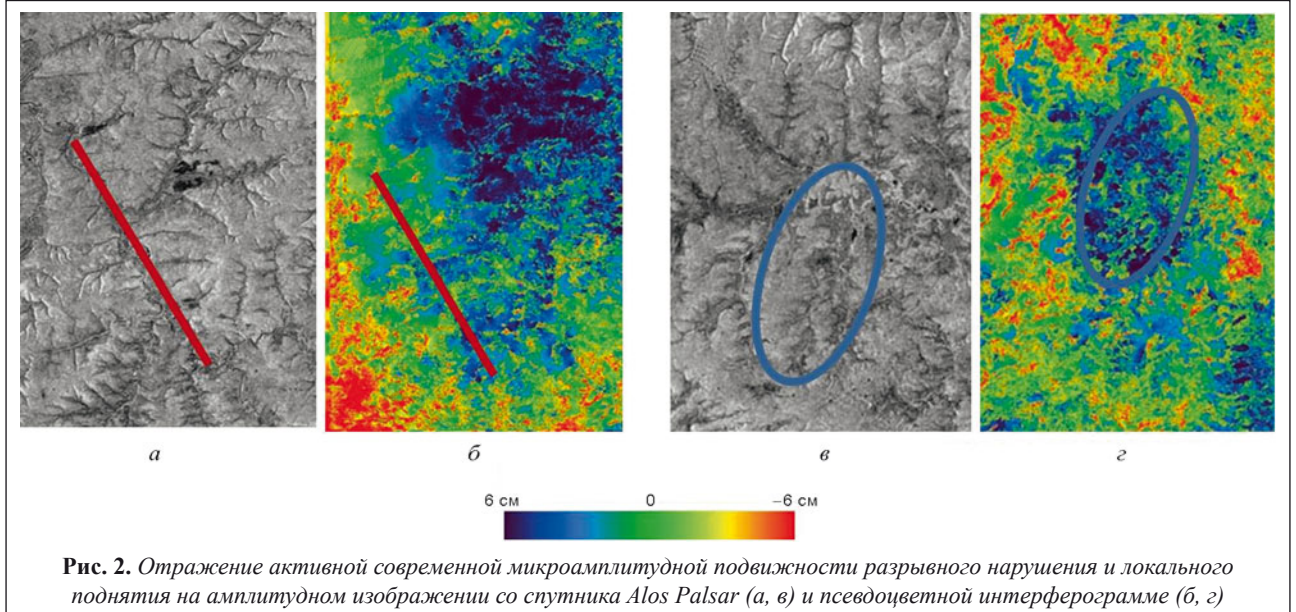 а б в г
6 см 0 –6 см
Рис. 2. Отражение активной современной микроамплитудной подвижности разрывного нарушения и локального
поднятия на амплитудном изображении со спутника Alos Palsar (а, в) и псевдоцветной интерферограмме (б, г)